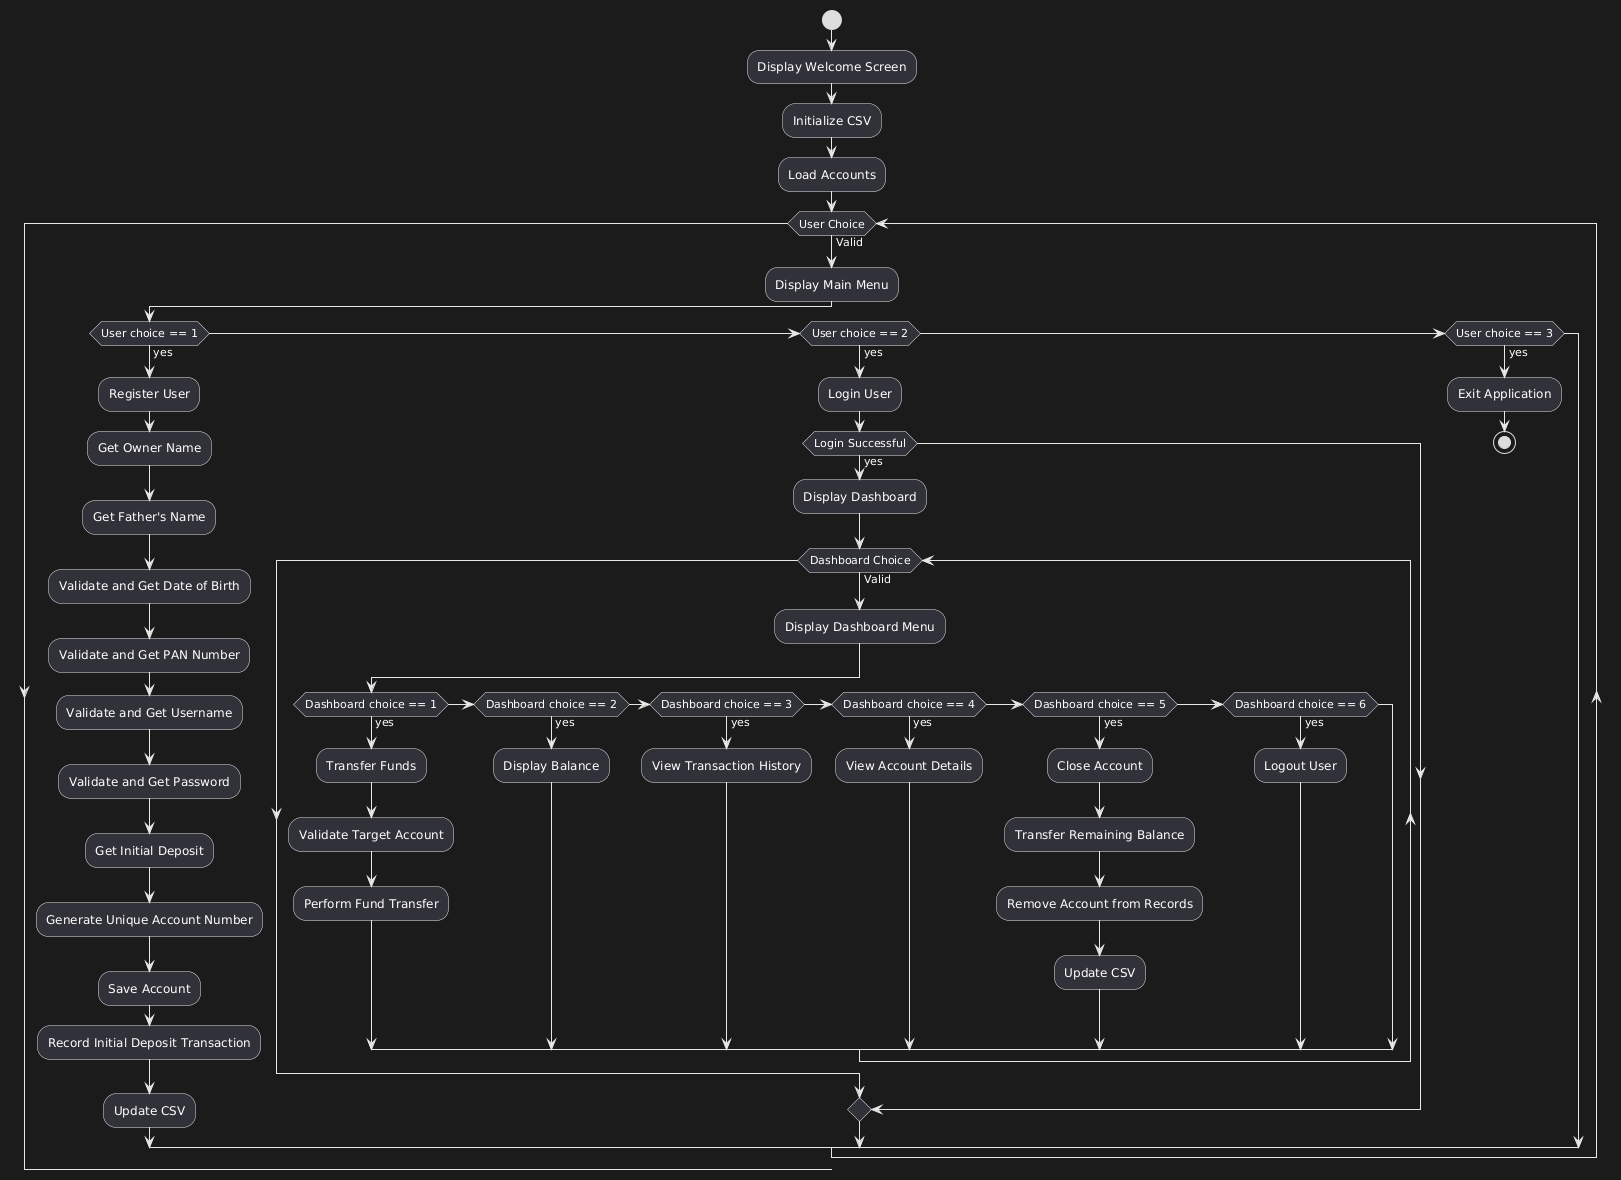 Display Welcome Screen
Initialize CSV
Load Accounts
User Choice
Valid
Display Main Menu
User choice == 1
yes
Register User
Get Owner Name
Get Father's Name
Validate and Get Date of Birth
Validate and Get PAN Number
Validate and Get Username
Validate and Get Password
Get Initial Deposit
Generate Unique Account Number
Save Account
Record Initial Deposit Transaction
Update CSV
User choice == 2
yes
Login User
Login Successful
yes
Display Dashboard
Dashboard Choice
Valid
Display Dashboard Menu
Dashboard choice == 1
yes
Transfer Funds
Validate Target Account
Perform Fund Transfer
Dashboard choice == 2
yes
Display Balance
Dashboard choice == 3
yes
View Transaction History
Dashboard choice == 4
yes
View Account Details
Dashboard choice == 5
yes
Close Account
Transfer Remaining Balance
Remove Account from Records
Update CSV
Dashboard choice == 6
yes
Logout User
User choice == 3
yes
Exit Application